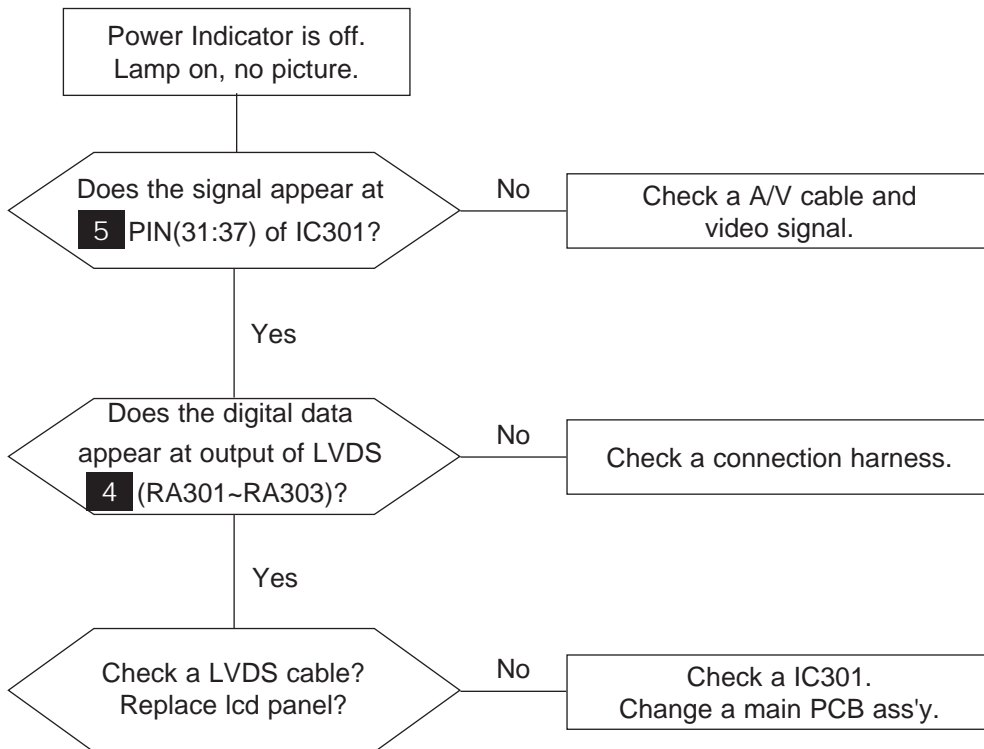 Power Indicator is off.
Lamp on, no picture.
Does the signal appear at
5 PIN(31:37) of IC301?
No
Check a A/V cable and
video signal.
Yes
Does the digital data
appear at output of LVDS
4 (RA301~RA303)?
No
Check a connection harness.
Yes
Check a LVDS cable?
Replace lcd panel?
No
Check a IC301.
Change a main PCB ass'y.